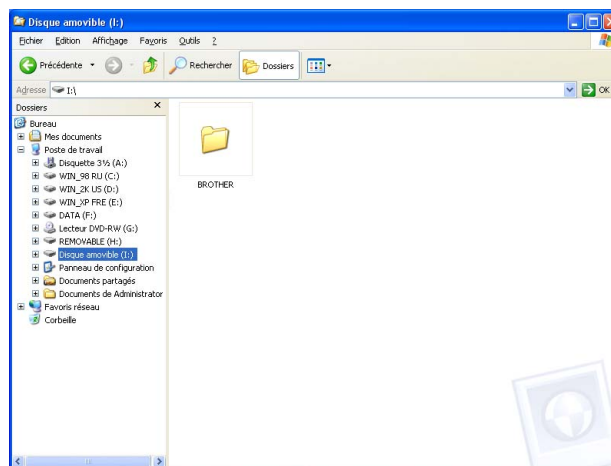 Disque amovible (I:)
Fichier Edition Affichage Favoris Outils ?
Précédente Rechercher Dossiers
Adresse I:\ OK
Dossiers
Bureau
Mes documents
Poste de travail
Disquette 3½ (A:)
WIN_98 RU (C:)
WIN_2K US (D:)
WIN_XP FRE (E:)
DATA (F:)
Lecteur DVD-RW (G:)
REMOVABLE (H:)
Disque amovible (I:)
Panneau de configuration
Documents partagés
Documents de Administrator
Favoris réseau
Corbeille
BROTHER